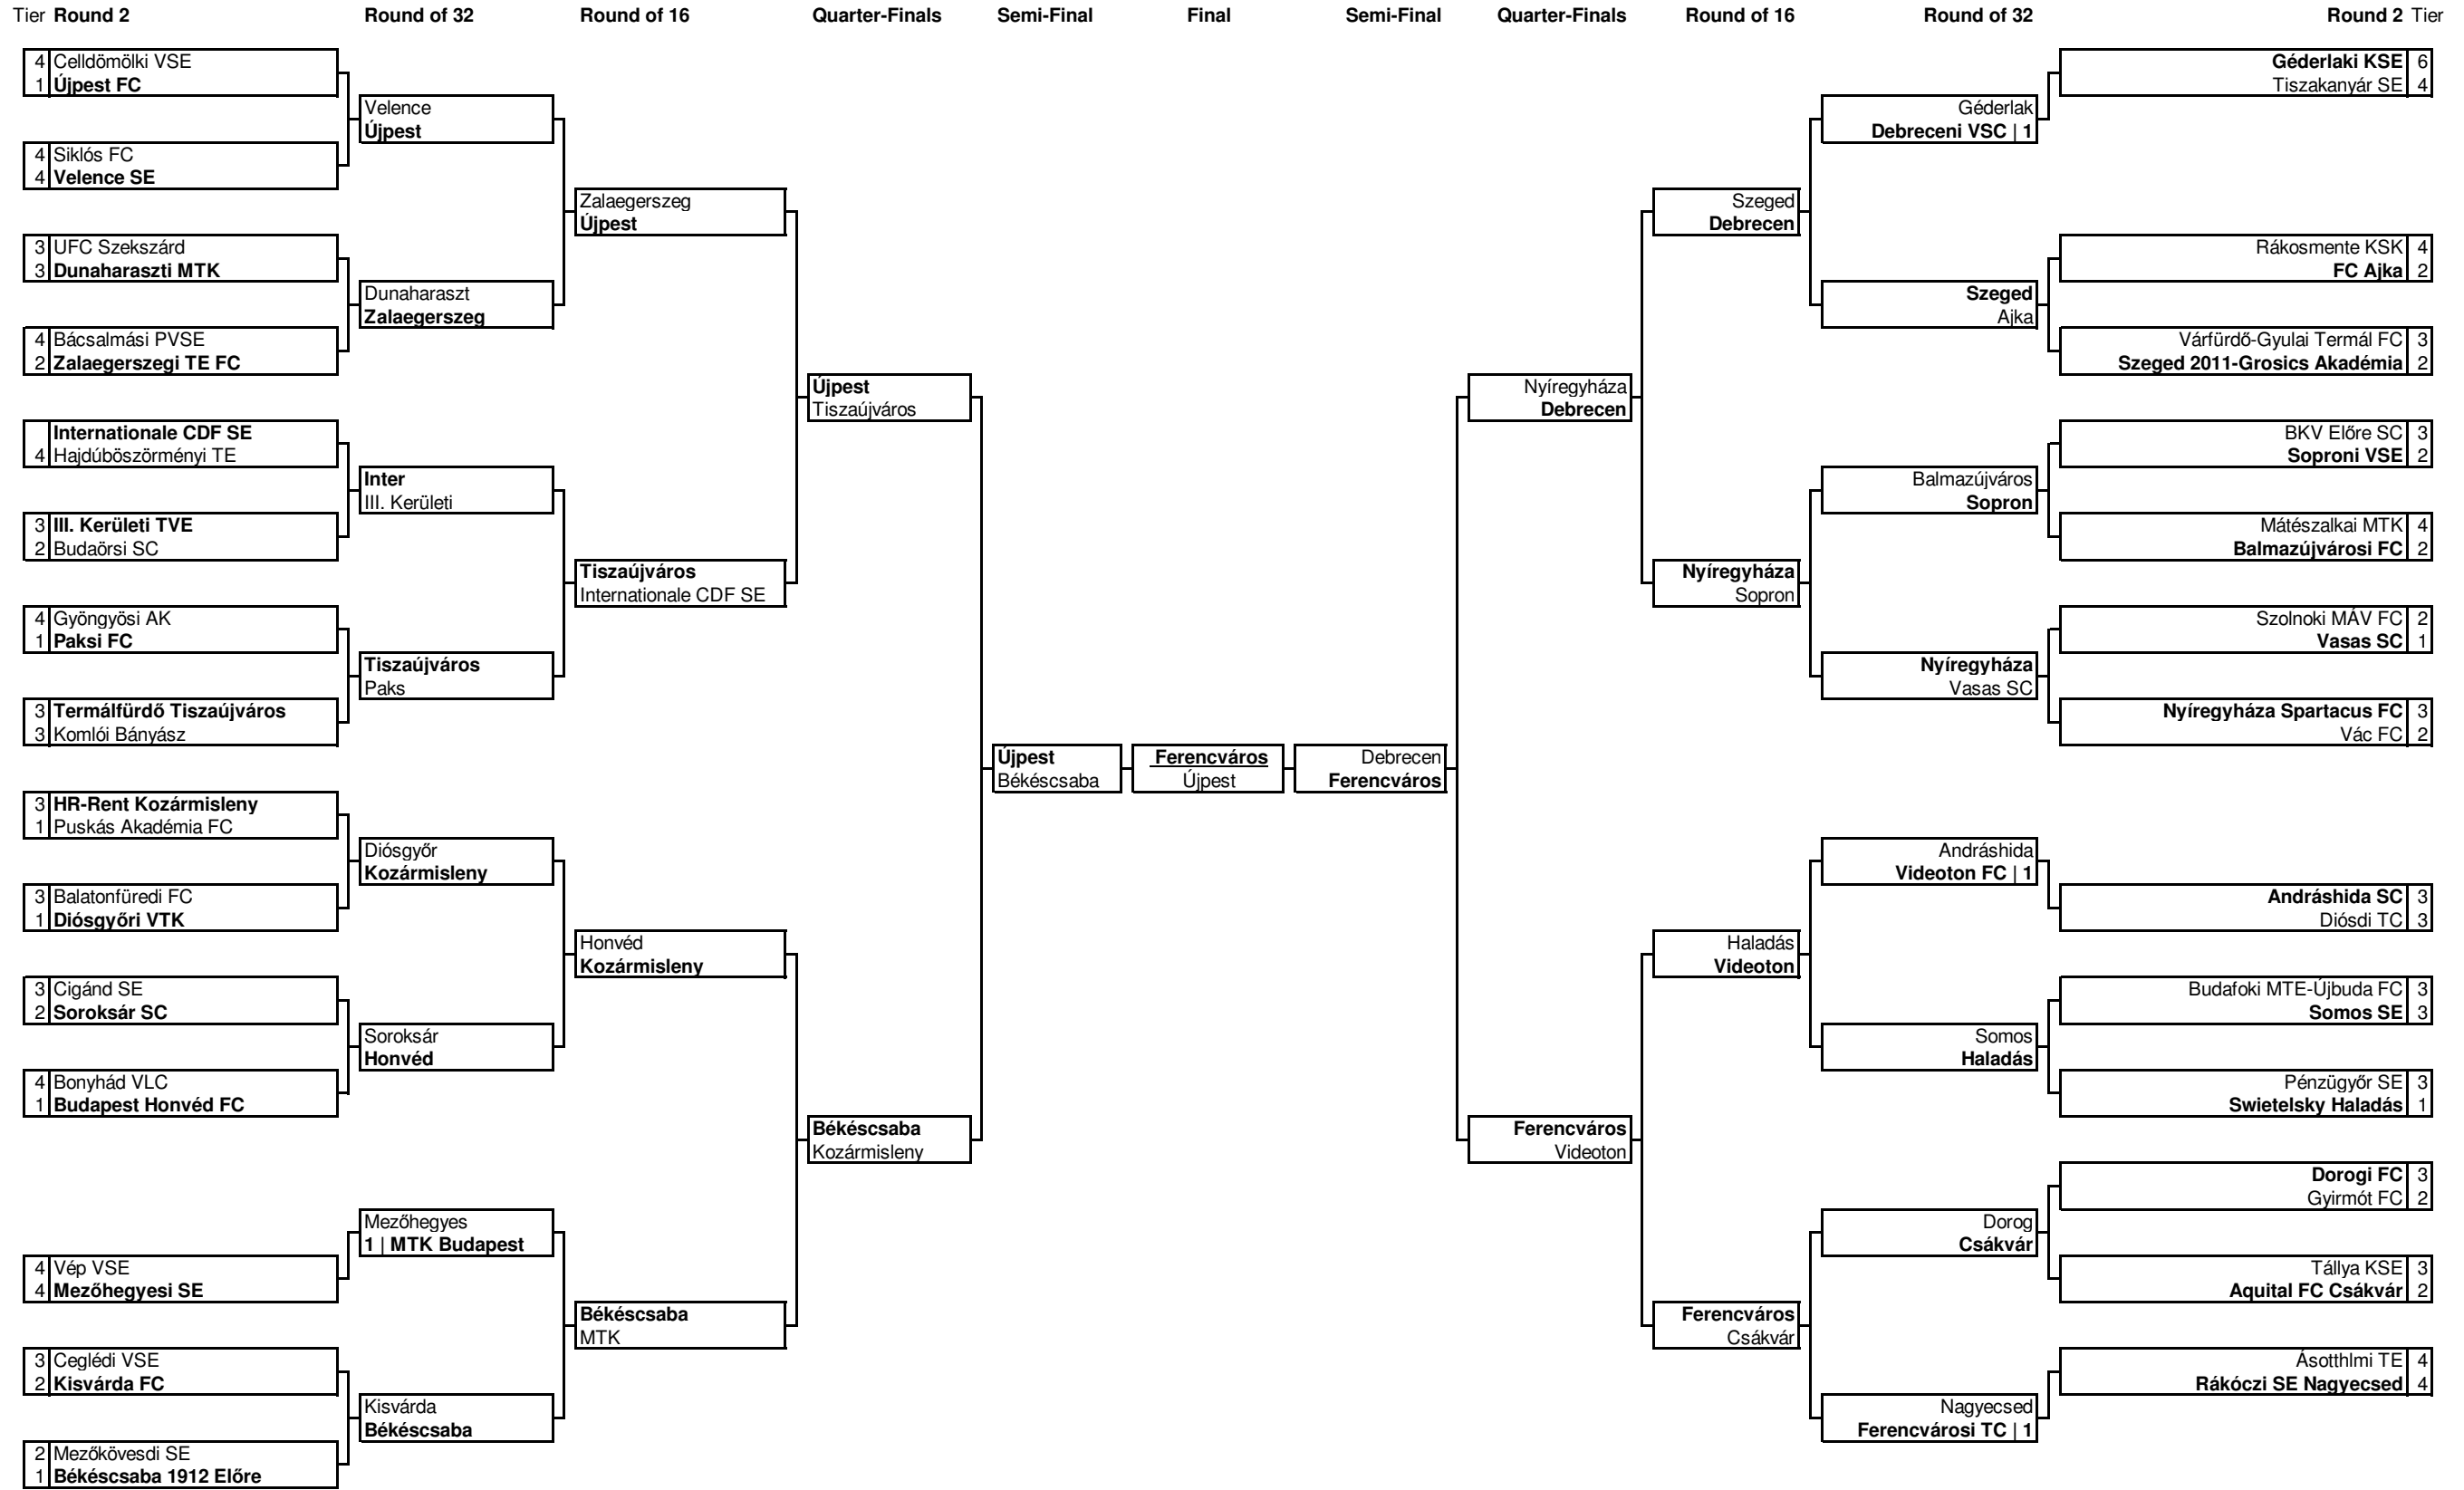 Tier Round 2 Round of 32 Round of 16 Quarter-Finals Semi-Final Final Semi-Final Quarter-Finals Round of 16 Round of 32 Round 2 Tier
4 Celldömölki VSE
1 Újpest FC
4 Siklós FC
4 Velence SE
3 UFC Szekszárd
3 Dunaharaszti MTK
4 Bácsalmási PVSE
2 Zalaegerszegi TE FC
Internationale CDF SE
4 Hajdúböszörményi TE
3 III. Kerületi TVE
2 Budaörsi SC
4 Gyöngyösi AK
1 Paksi FC
3 Termálfürdő Tiszaújváros
3 Komlói Bányász
3 HR-Rent Kozármisleny
1 Puskás Akadémia FC
3 Balatonfüredi FC
1 Diósgyőri VTK
3 Cigánd SE
2 Soroksár SC
4 Bonyhád VLC
1 Budapest Honvéd FC
4 Vép VSE
4 Mezőhegyesi SE
3 Ceglédi VSE
2 Kisvárda FC
2 Mezőkövesdi SE
1 Békéscsaba 1912 Előre
Velence
Újpest
Dunaharaszt
Zalaegerszeg
Inter
III. Kerületi
Tiszaújváros
Paks
Diósgyőr
Kozármisleny
Soroksár
Honvéd
Mezőhegyes
1 | MTK Budapest
Kisvárda
Békéscsaba
Zalaegerszeg
Újpest
Tiszaújváros
Internationale CDF SE
Honvéd
Kozármisleny
Békéscsaba
MTK
Újpest
Tiszaújváros
Békéscsaba
Kozármisleny
Újpest
Békéscsaba
Ferencváros
Újpest
Debrecen
Ferencváros
Nyíregyháza
Debrecen
Ferencváros
Videoton
Szeged
Debrecen
Nyíregyháza
Sopron
Haladás
Videoton
Ferencváros
Csákvár
Géderlak
Debreceni VSC | 1
Szeged
Ajka
Balmazújváros
Sopron
Nyíregyháza
Vasas SC
Andráshida
Videoton FC | 1
Somos
Haladás
Dorog
Csákvár
Nagyecsed
Ferencvárosi TC | 1
Géderlaki KSE 6
Tiszakanyár SE 4
Rákosmente KSK 4
FC Ajka 2
Várfürdő-Gyulai Termál FC 3
Szeged 2011-Grosics Akadémia 2
BKV Előre SC 3
Soproni VSE 2
Mátészalkai MTK 4
Balmazújvárosi FC 2
Szolnoki MÁV FC 2
Vasas SC 1
Nyíregyháza Spartacus FC 3
Vác FC 2
Andráshida SC 3
Diósdi TC 3
Budafoki MTE-Újbuda FC 3
Somos SE 3
Pénzügyőr SE 3
Swietelsky Haladás 1
Dorogi FC 3
Gyirmót FC 2
Tállya KSE 3
Aquital FC Csákvár 2
Ásotthlmi TE 4
Rákóczi SE Nagyecsed 4